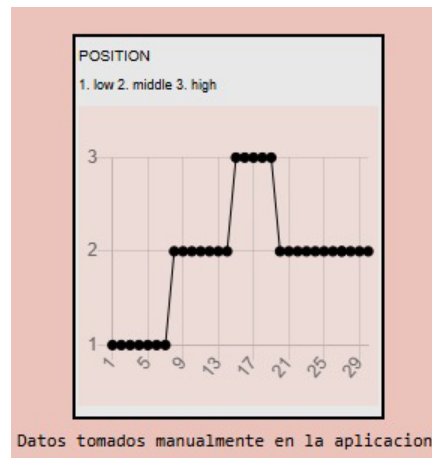 POSITION
1. low 2. middle 3. high
3
2
1
1 5 9 13 17 21 25 29
Datos tomados manualmente en la aplicacion